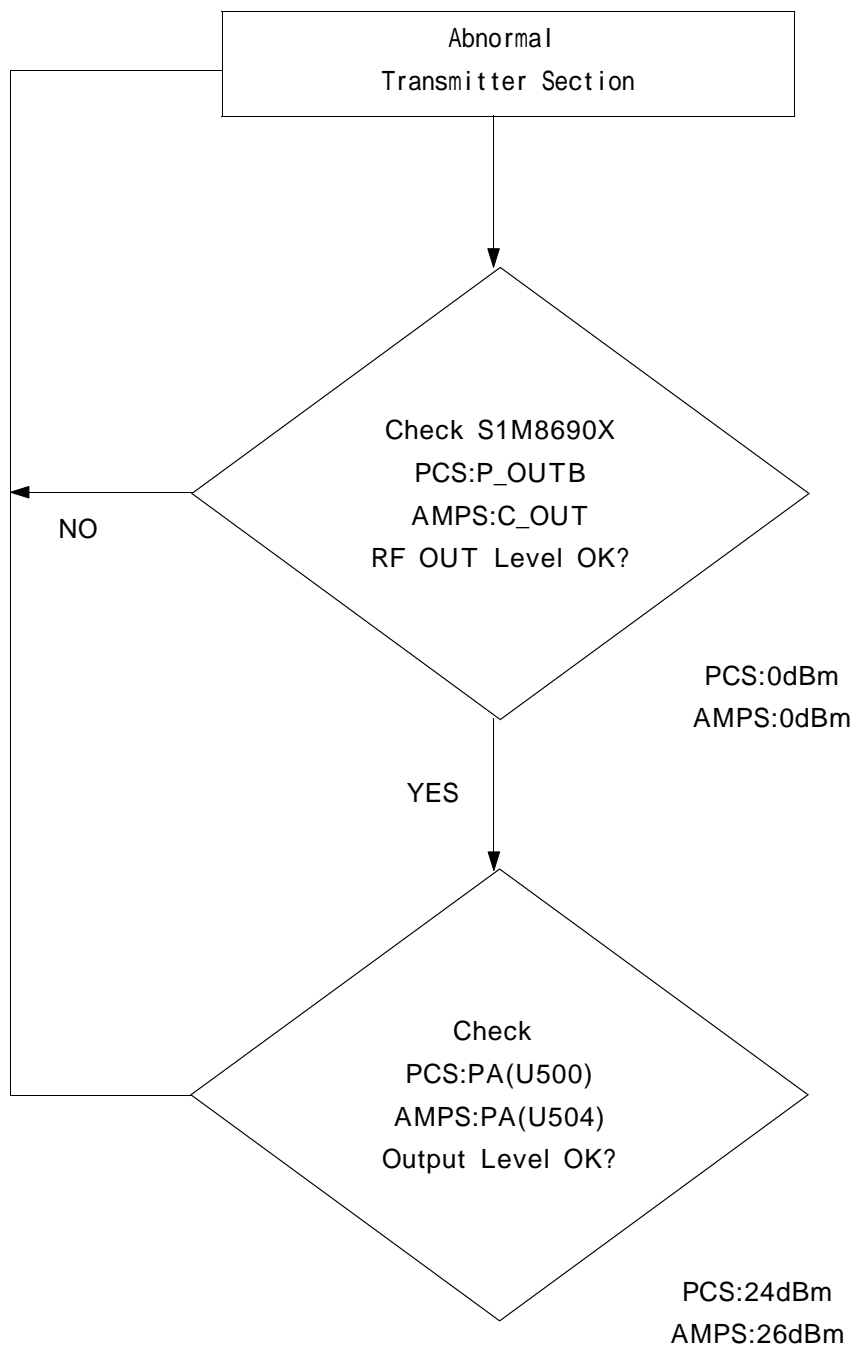 Abnormal
Transmitter Section
Check S1M8690X
PCS:P_OUTB
AMPS:C_OUT
RF OUT Level OK?
NO
PCS:0dBm
AMPS:0dBm
YES
Check
PCS:PA(U500)
AMPS:PA(U504)
Output Level OK?
PCS:24dBm
AMPS:26dBm